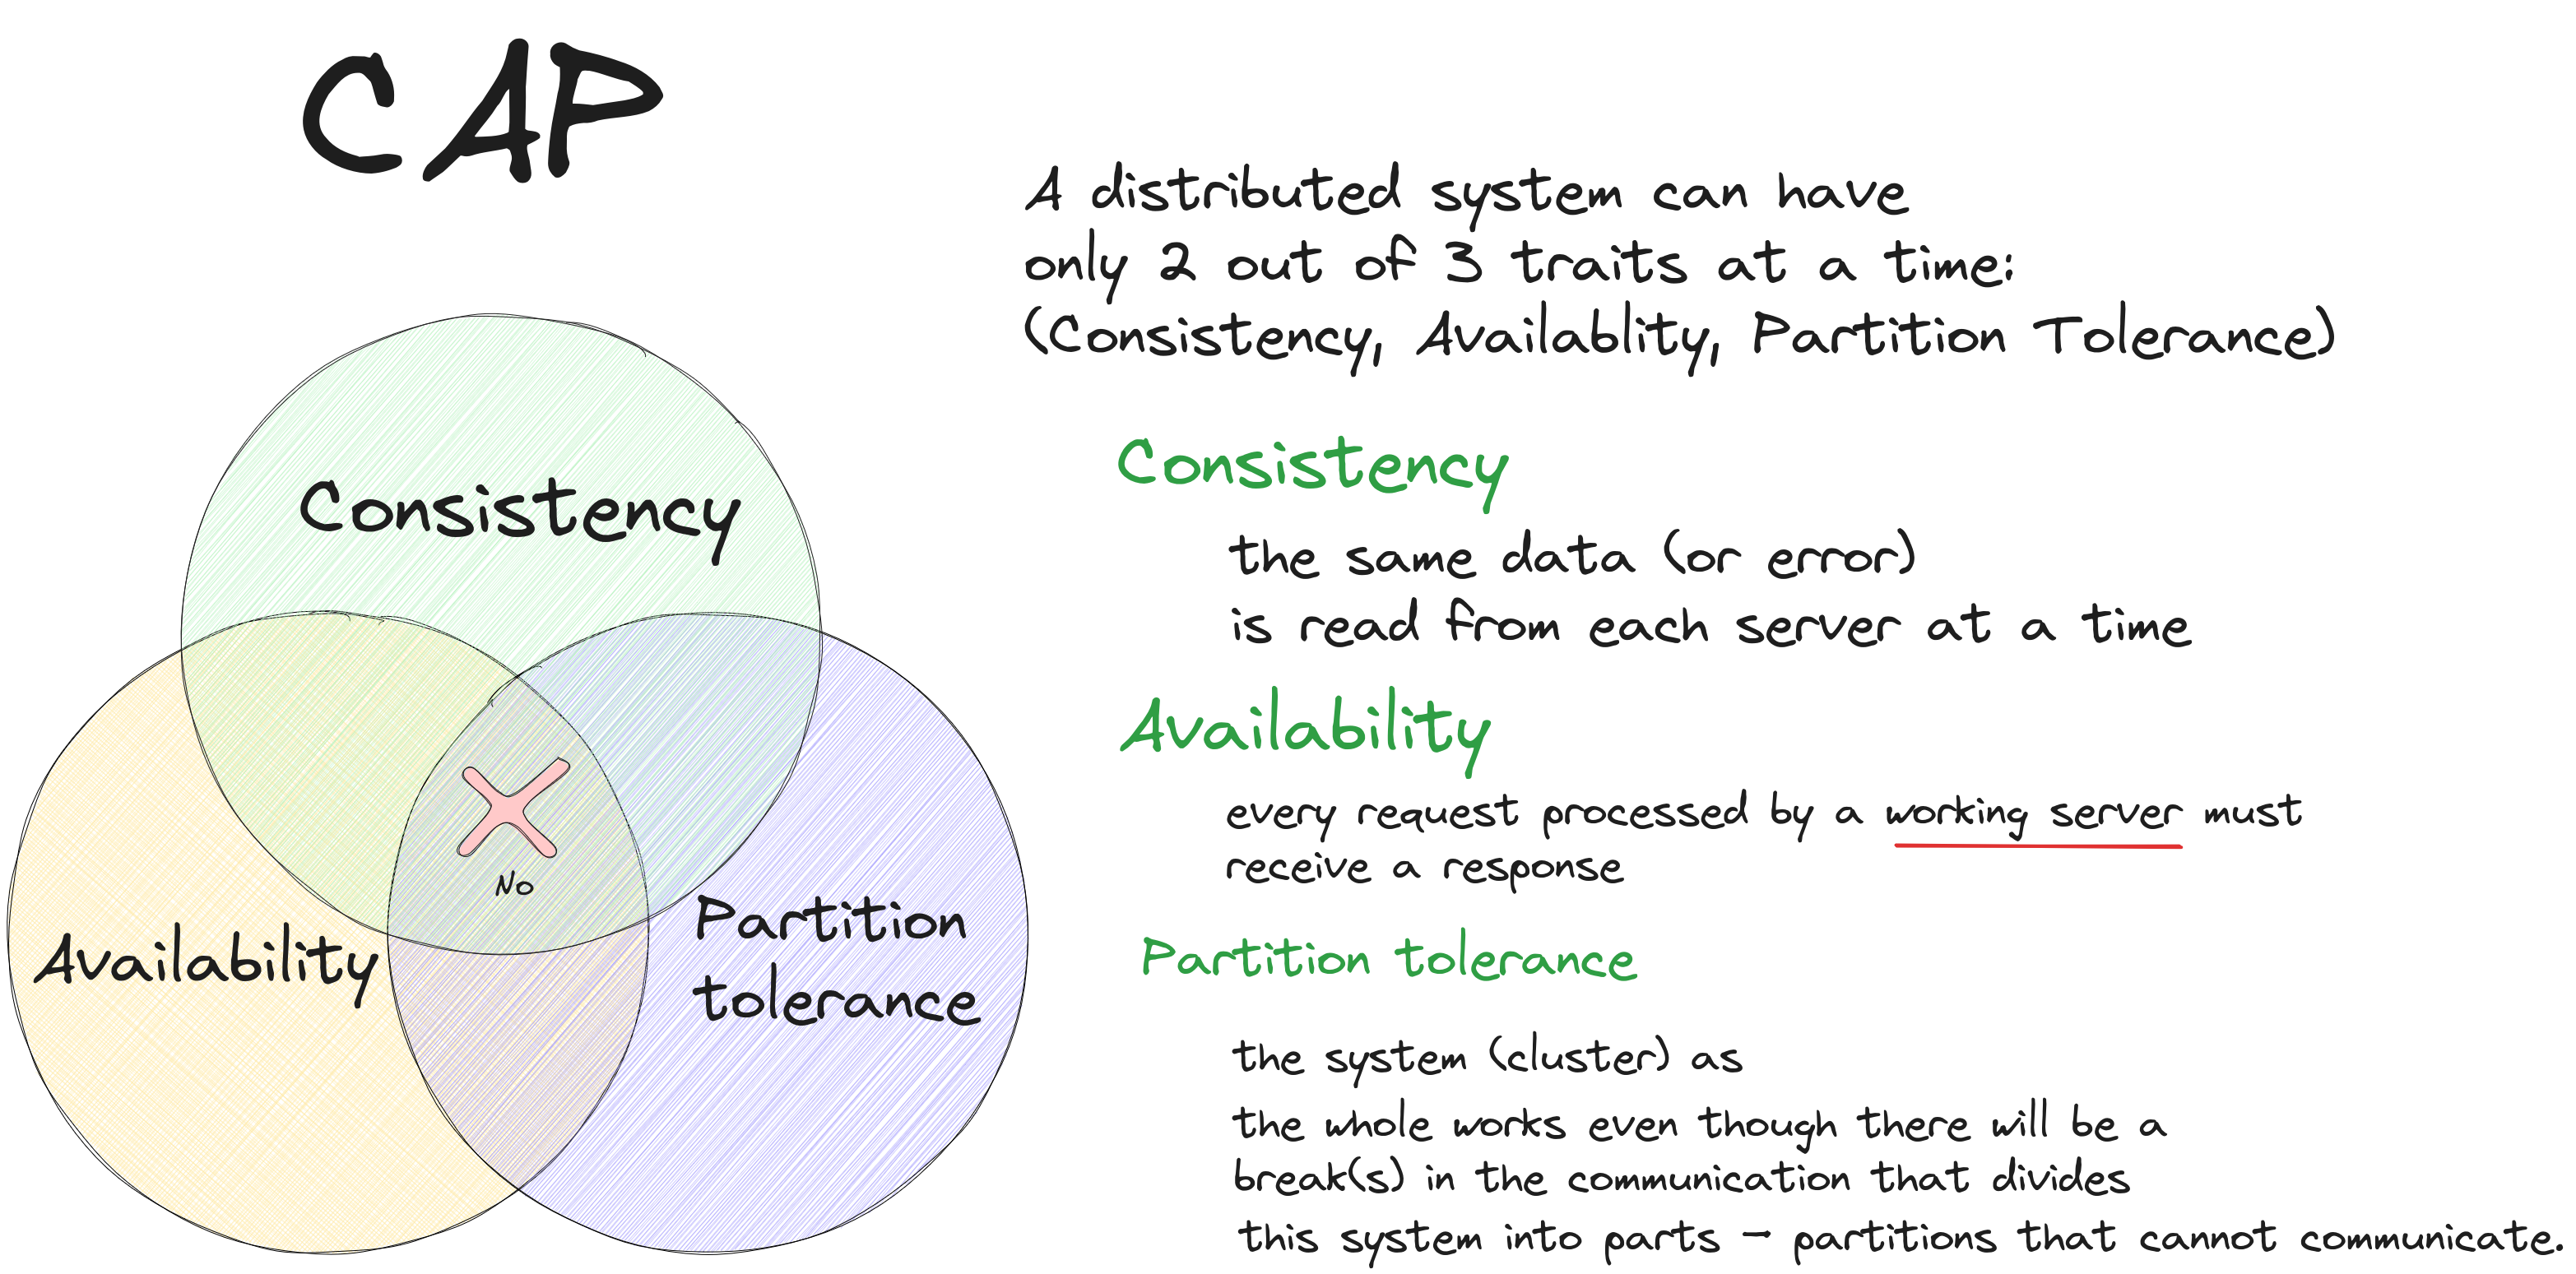 CAP
A distributed system can have
only 2 out of 3 traits at a time:
(Consistency, Availablity, Partition Tolerance)
Consistency
Availability
Partition
tolerance
No
Consistency
the same data (or error)
is read from each server at a time
Availability
every request processed by a working server must
receive a response
Partition tolerance
the system (cluster) as
the whole works even though there will be a
break(s) in the communication that divides
this system into parts - partitions that cannot communicate.